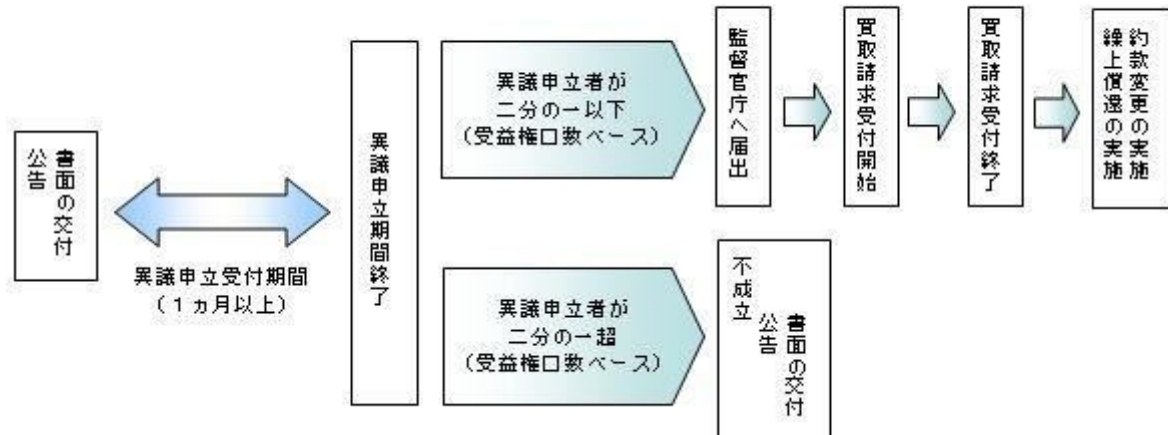 書面の交付
公告
異議申立受付期間
(1ヵ月以上)
異議申立期間終了
異議申立者が
二分の一以下
(受益権口数ベース)
監督官庁へ届出
買取請求受付開始
買取請求受付終了
約款変更の実施
繰上償還の実施
異議申立者が
二分の一超
(受益権口数ベース)
不成立
書面の交付
公告